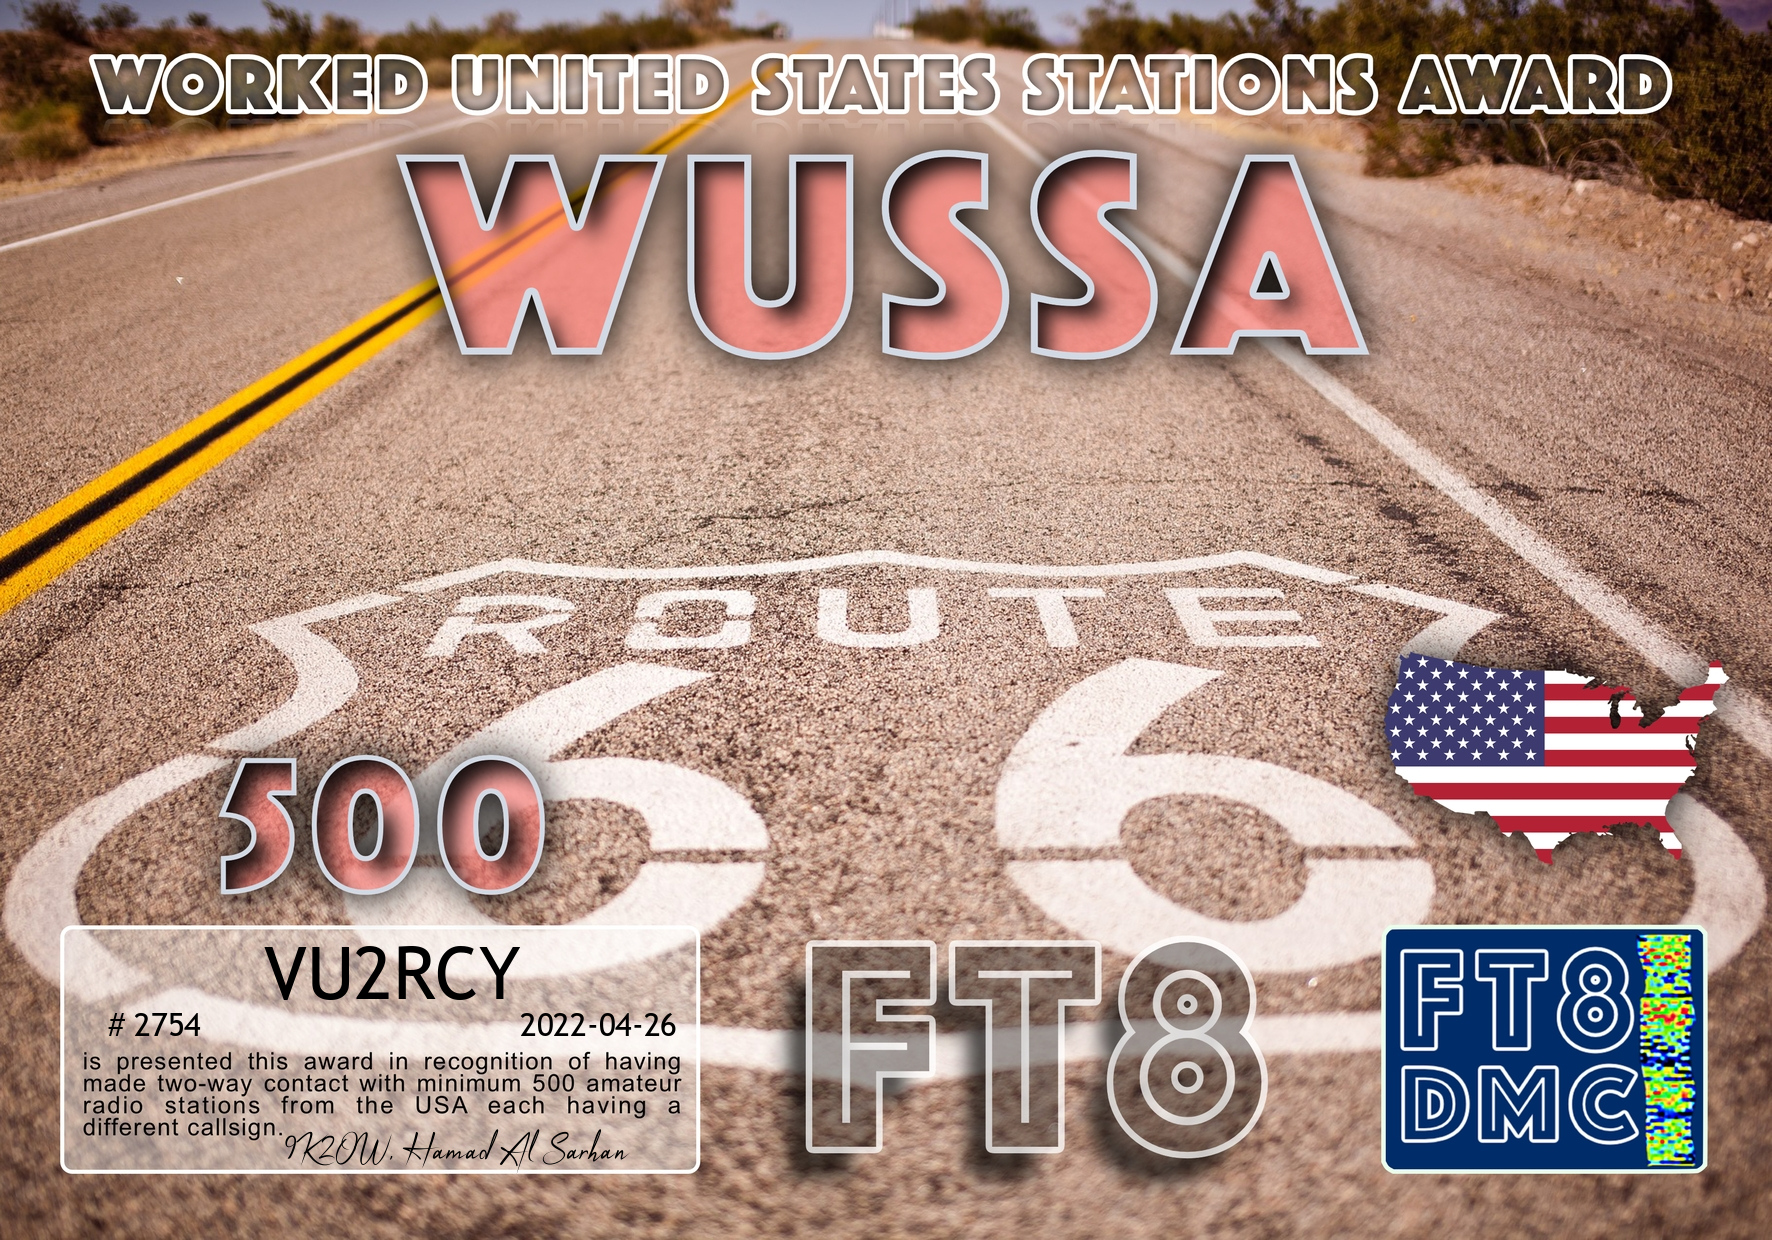 WORKED UNITED STATES STATIONS AWARD
WUSSA
ROUTE
66
500
VU2RCY
# 2754 2022-04-26
is presented this award in recognition of having
made two-way contact with minimum 500 amateur
radio stations from the USA each having a
different callsign.
9K2OW, Hamad Al Sarhan
FT8
FT8
DMC